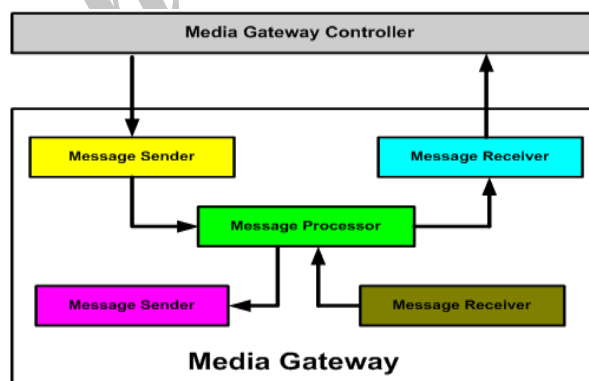 Media Gateway Controller
Message Sender
Message Receiver
Message Processor
Message Sender
Message Receiver
Media Gateway